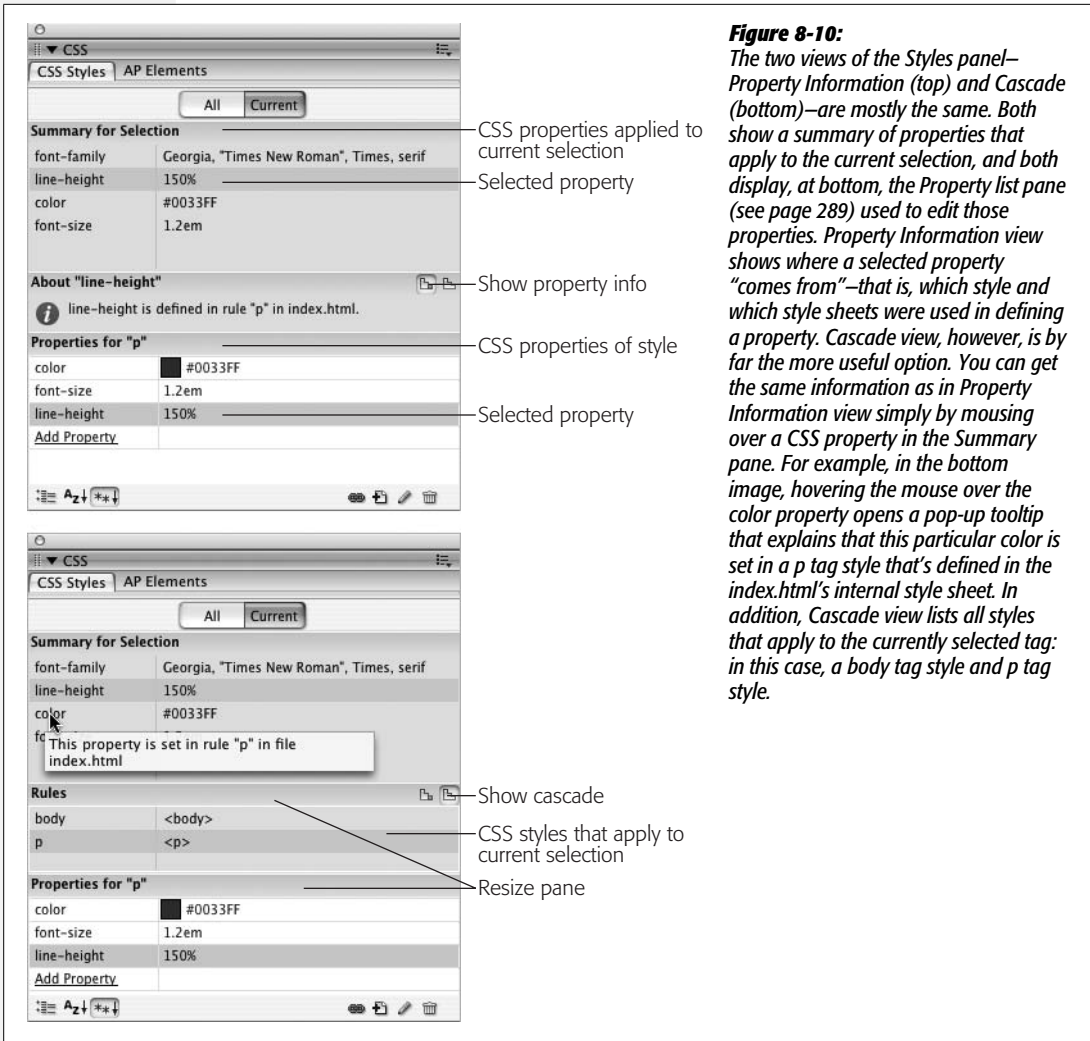 CSS
CSS Styles AP Elements
All Current
Summary for Selection
font-family Georgia, "Times New Roman", Times, serif
line-height 150%
color #0033FF
font-size 1.2em
About "line-height"
line-height is defined in rule "p" in index.html.
Properties for "p"
color #0033FF
font-size 1.2em
line-height 150%
Add Property
CSS properties applied to
current selection
Selected property
Show property info
CSS properties of style
Selected property
CSS
CSS Styles AP Elements
All Current
Summary for Selection
font-family Georgia, "Times New Roman", Times, serif
line-height 150%
color #0033FF
This property is set in rule "p" in file
index.html
Rules
body <body>
p <p>
Properties for "p"
color #0033FF
font-size 1.2em
line-height 150%
Add Property
Show cascade
CSS styles that apply to
current selection
Resize pane
Figure 8-10:
The two views of the Styles panel—
Property Information (top) and Cascade
(bottom)—are mostly the same. Both
show a summary of properties that
apply to the current selection, and both
display, at bottom, the Property list pane
(see page 289) used to edit those
properties. Property Information view
shows where a selected property
“comes from”—that is, which style and
which style sheets were used in defining
a property. Cascade view, however, is by
far the more useful option. You can get
the same information as in Property
Information view simply by mousing
over a CSS property in the Summary
pane. For example, in the bottom
image, hovering the mouse over the
color property opens a pop-up tooltip
that explains that this particular color is
set in a p tag style that's defined in the
index.html's internal style sheet. In
addition, Cascade view lists all styles
that apply to the currently selected tag:
in this case, a body tag style and p tag
style.